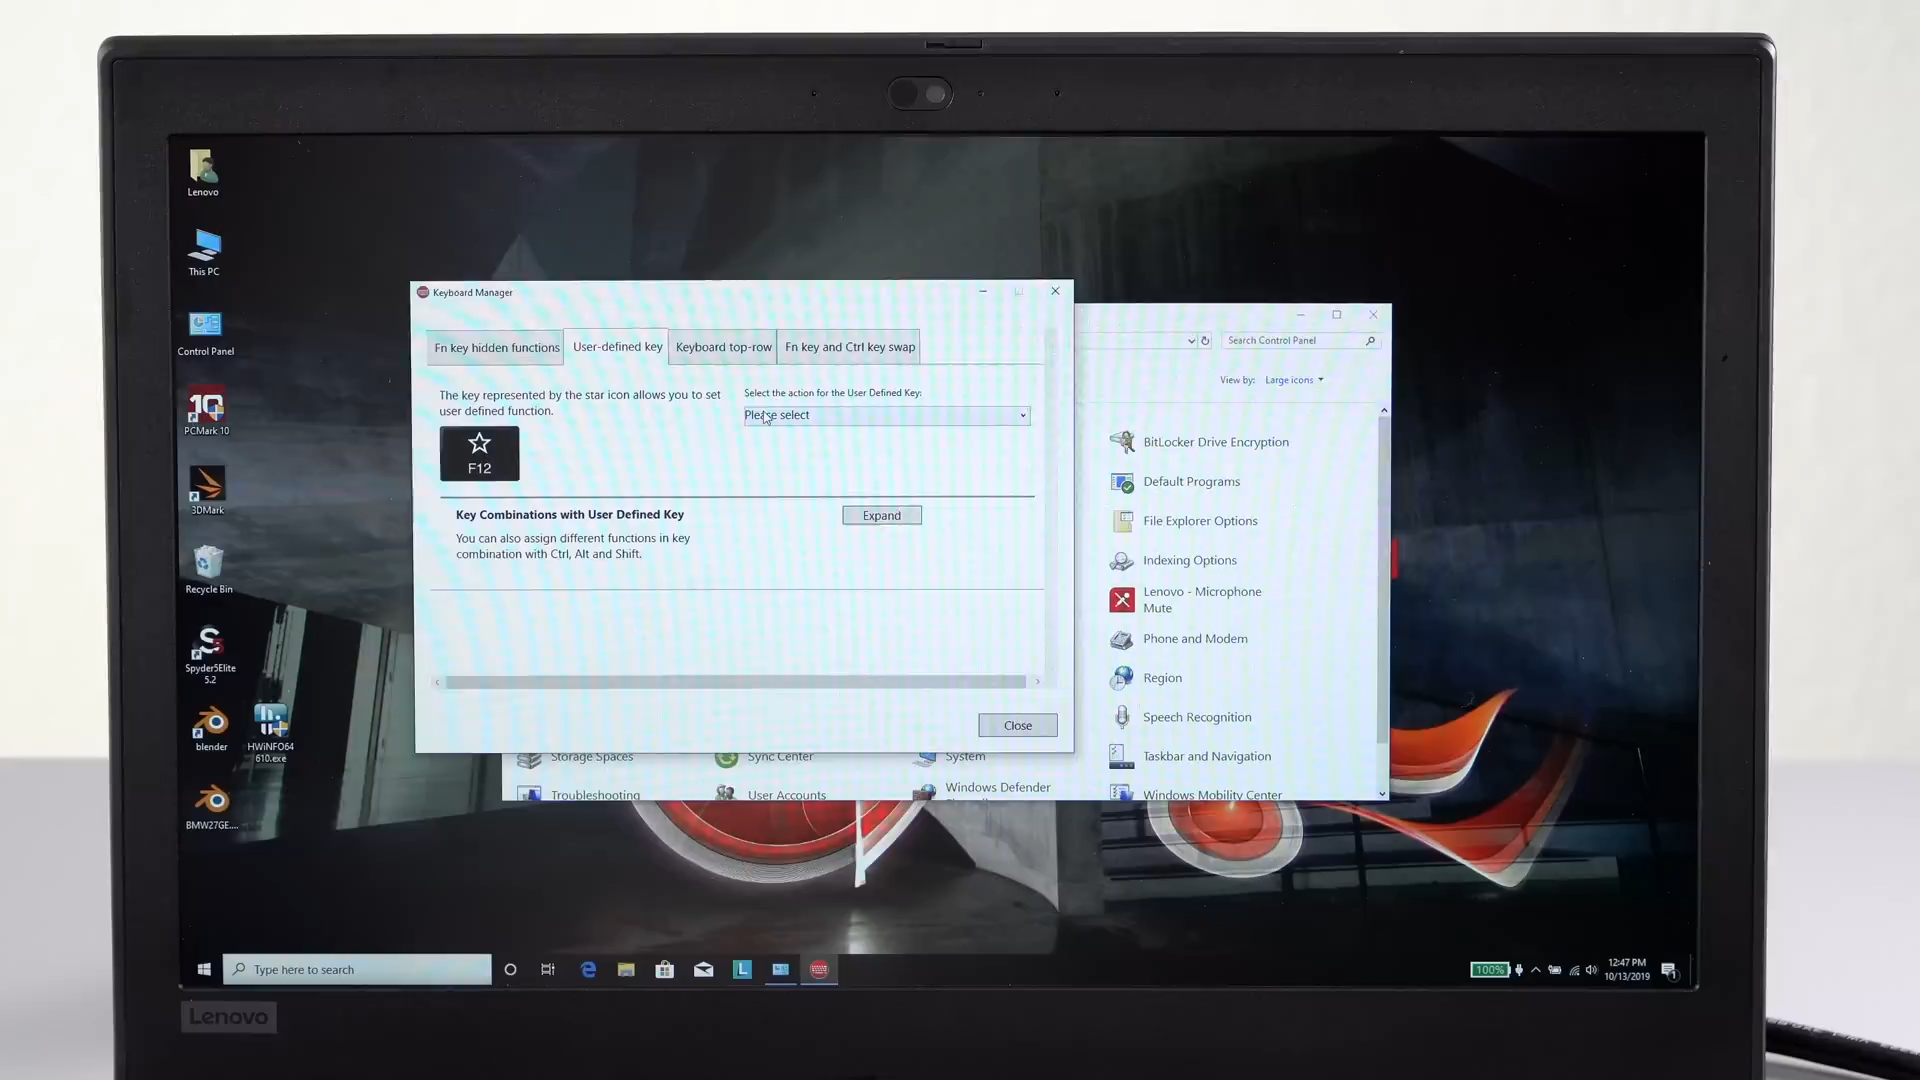 Lenovo
This PC
Control Panel
PCMark 10
3DMark
Recycle Bin
Spyder5Elite
5.2
blender
HWiNFO64
610.exe
BMW27GE....
Keyboard Manager
Fn key hidden functions
User-defined key
Keyboard top-row
Fn key and Ctrl key swap
The key represented by the star icon allows you to set
user defined function.
F12
Select the action for the User Defined Key:
Please select
Key Combinations with User Defined Key
Expand
You can also assign different functions in key
combination with Ctrl, Alt and Shift.
Close
Search Control Panel
View by:
Large icons
BitLocker Drive Encryption
Default Programs
File Explorer Options
Indexing Options
Lenovo - Microphone
Mute
Phone and Modem
Region
Speech Recognition
Storage Spaces
Sync Center
System
Taskbar and Navigation
Troubleshooting
User Accounts
Windows Defender
Windows Mobility Center
Type here to search
L
100%
12:47 PM
10/13/2019
1
Lenovo